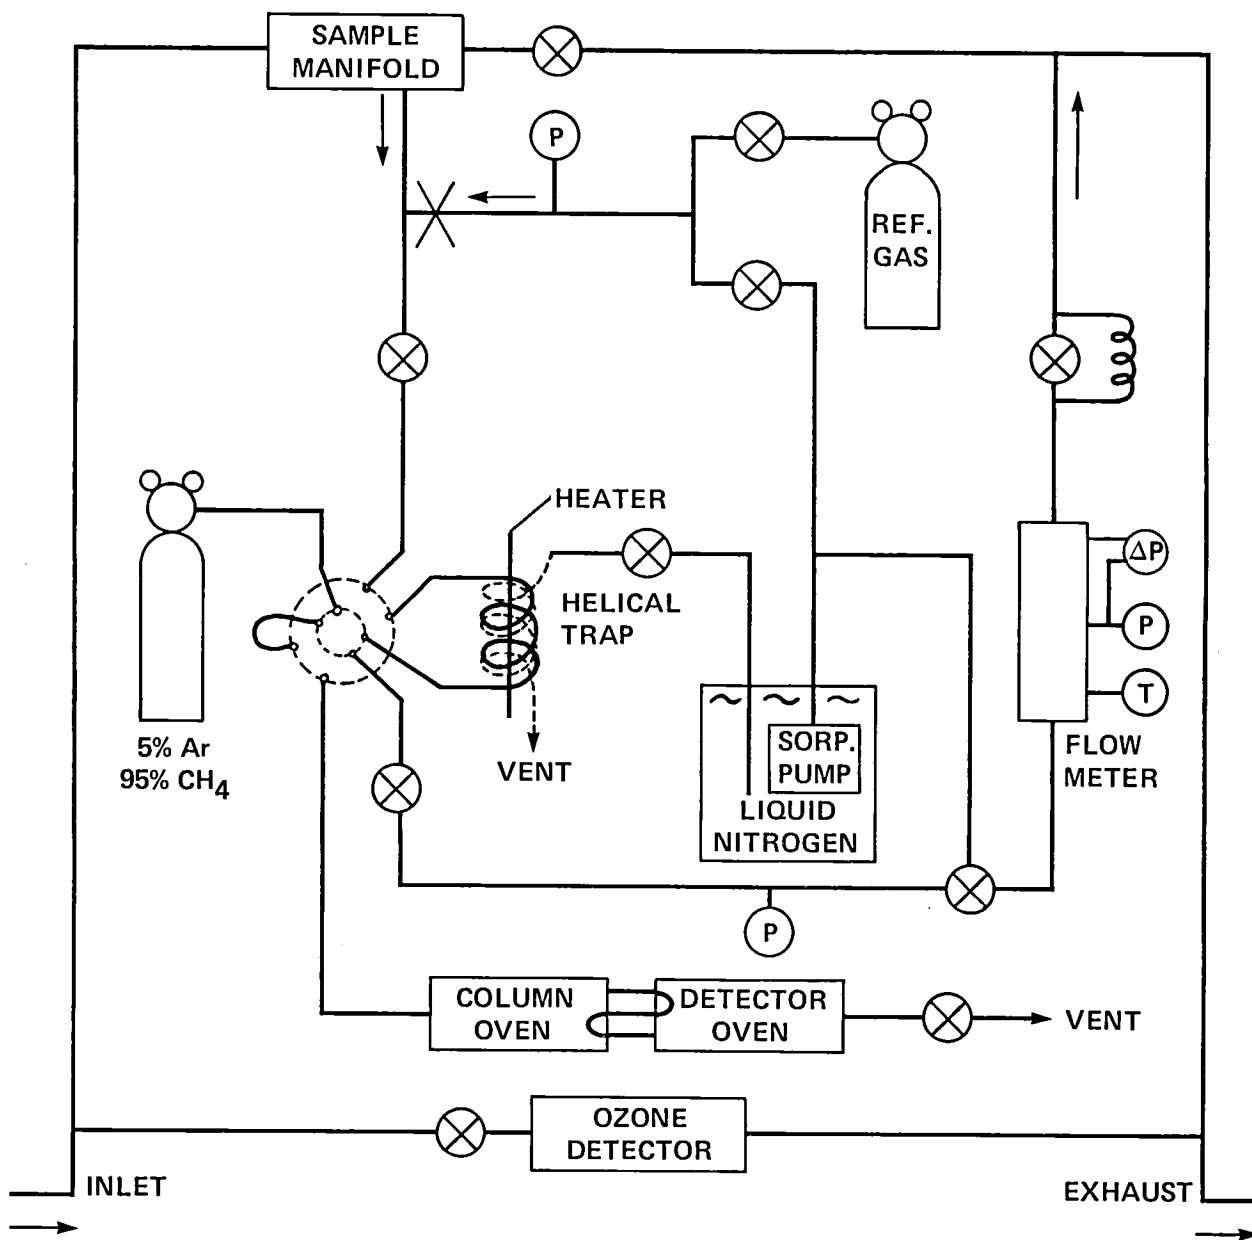 SAMPLE
MANIFOLD
P
REF.
GAS
HEATER
HELICAL
TRAP
ΔP
P
T
FLOW
METER
5% Ar
95% CH4
VENT
SORP.
PUMP
LIQUID
NITROGEN
P
COLUMN
OVEN
DETECTOR
OVEN
VENT
OZONE
DETECTOR
INLET
EXHAUST